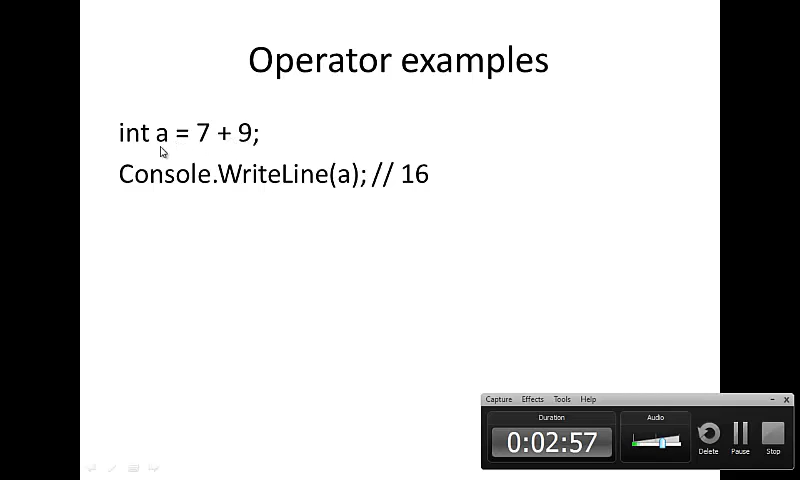 Operator examples
int a = 7 + 9;
Console.WriteLine(a); // 16
Capture Effects Tools Help
Duration
Audio
0:02:57
Delete Pause Stop